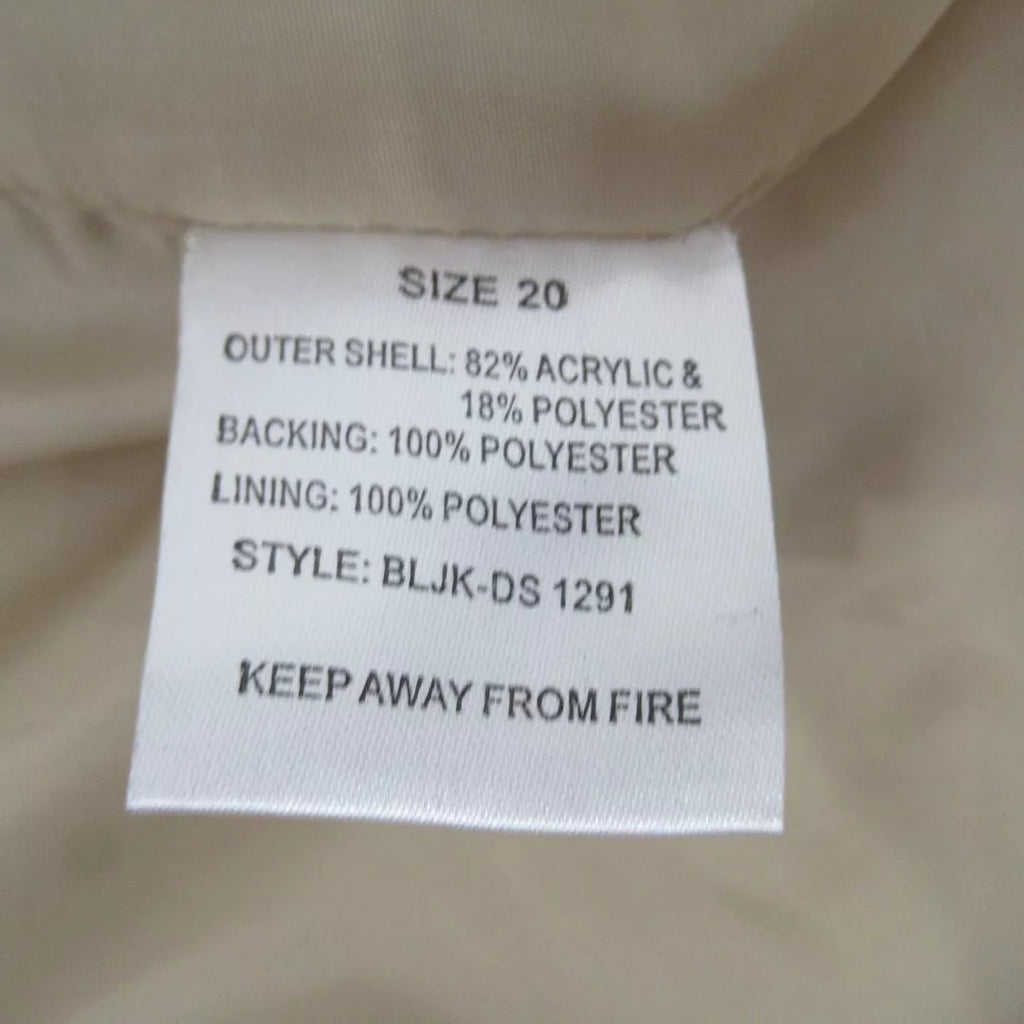 SIZE 20
OUTER SHELL: 82% ACRYLIC &
18% POLYESTER
BACKING: 100% POLYESTER
LINING: 100% POLYESTER
STYLE: BLJK-DS 1291
KEEP AWAY FROM FIRE